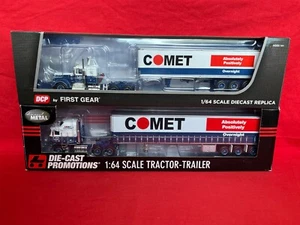 COMET
Absolutely
Positively
Overnight
DCP by FIRST GEAR
1/64 SCALE DIECAST REPLICA
METAL
COMET
Absolutely
Positively
Overnight
DIE-CAST
PROMOTIONS
1:64 SCALE TRACTOR-TRAILER